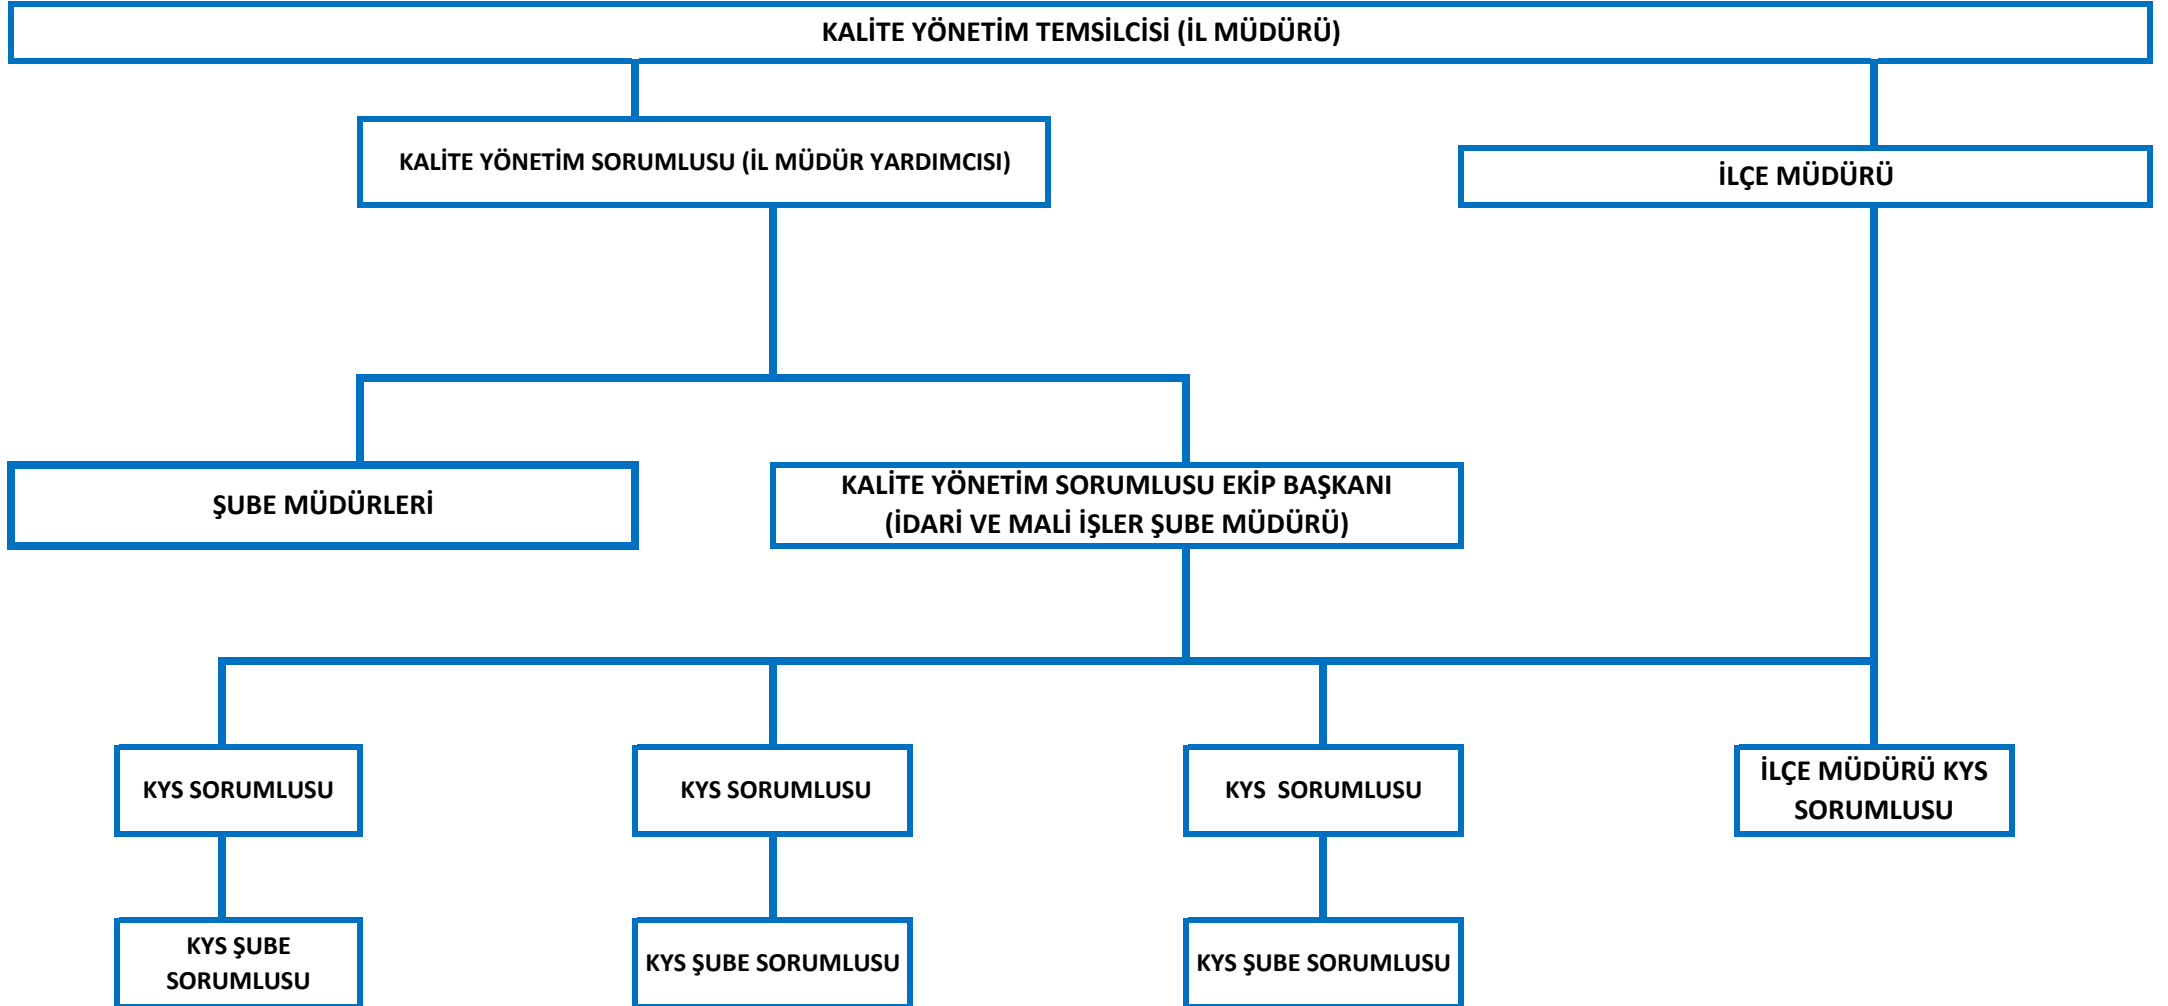 KALİTE YÖNETİM TEMSİLCİSİ (İL MÜDÜRÜ)
KALİTE YÖNETİM SORUMLUSU (İL MÜDÜR YARDIMCISI)
İLÇE MÜDÜRÜ
ŞUBE MÜDÜRLERİ
KALİTE YÖNETİM SORUMLUSU EKİP BAŞKANI
(İDARİ VE MALİ İŞLER ŞUBE MÜDÜRÜ)
KYS SORUMLUSU
KYS SORUMLUSU
KYS  SORUMLUSU
İLÇE MÜDÜRÜ KYS
SORUMLUSU
KYS ŞUBE
SORUMLUSU
KYS ŞUBE SORUMLUSU
KYS ŞUBE SORUMLUSU